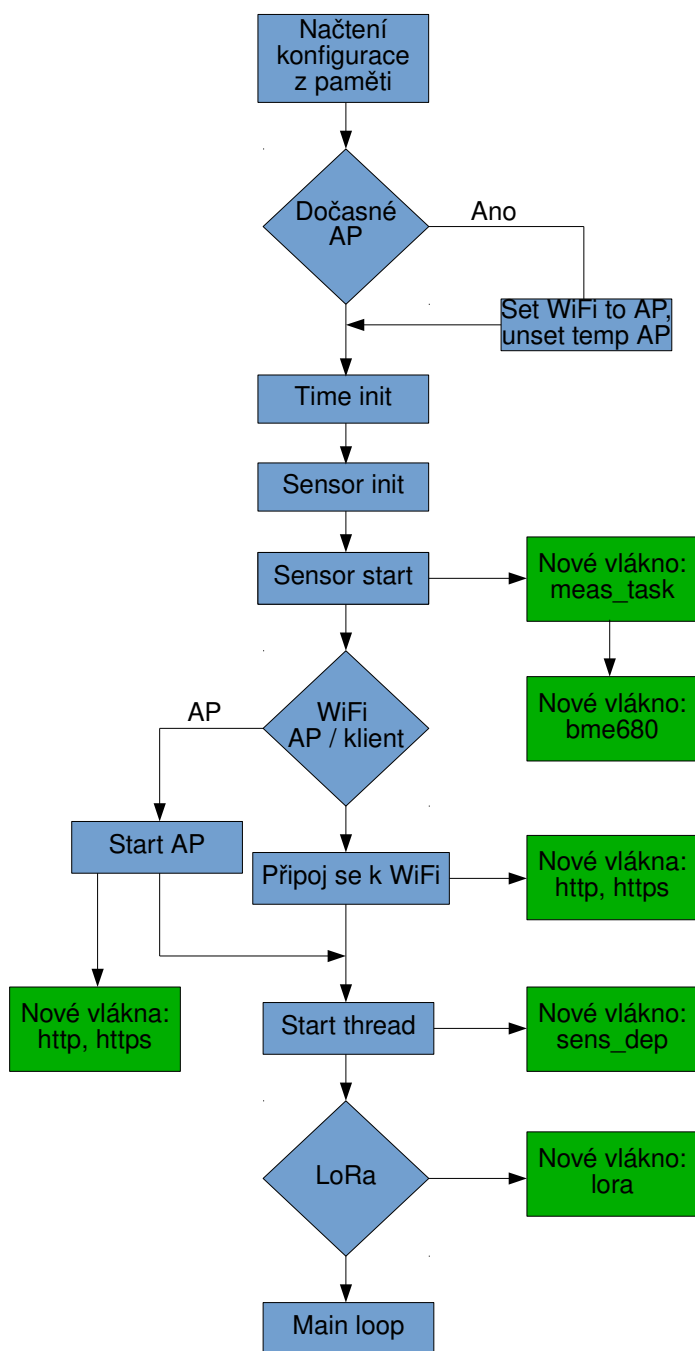 Načtení
konfigurace
z paměti
Dočasné
AP
Ano
Set WiFi to AP,
unset temp AP
Time init
Sensor init
Sensor start
Nové vlákno:
meas_task
Nové vlákno:
bme680
WiFi
AP / klient
AP
Start AP
Připoj se k WiFi
Nové vlákna:
http, https
Nové vlákna:
http, https
Start thread
Nové vlákno:
sens_dep
LoRa
Nové vlákno:
lora
Main loop